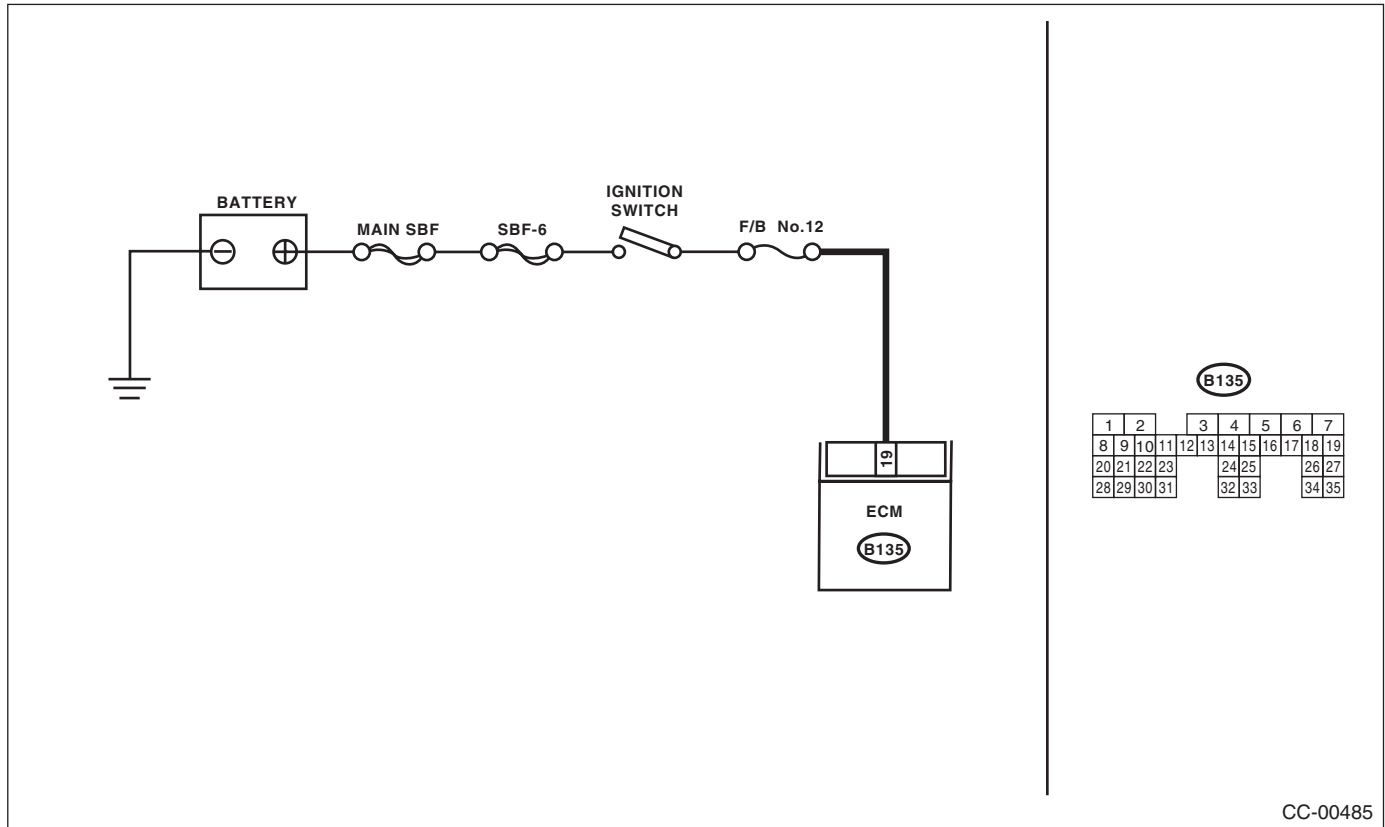 IGNITION
SWITCH
BATTERY
MAIN SBF
SBF-6
F/B No.12
19
ECM
B135
B135
1 2 3 4 5 6 7
8 9 10 11 12 13 14 15 16 17 18 19
20 21 22 23 24 25 26 27
28 29 30 31 32 33 34 35
CC-00485